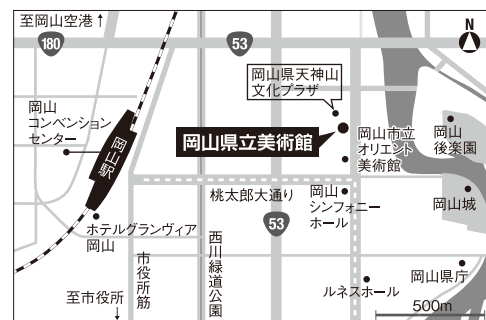 至岡山空港↑
180
53
N
岡山県天神山
文化プラザ
岡山
コンベンション
センター
岡山駅
岡山県立美術館
岡山市立
オリエント
美術館
岡山
後楽園
桃太郎大通り
岡山
シンフォニー
ホール
岡山城
ホテルグランヴィア
岡山
53
市役所筋
西川緑道公園
岡山県庁
ルネスホール
至市役所
↓
500m